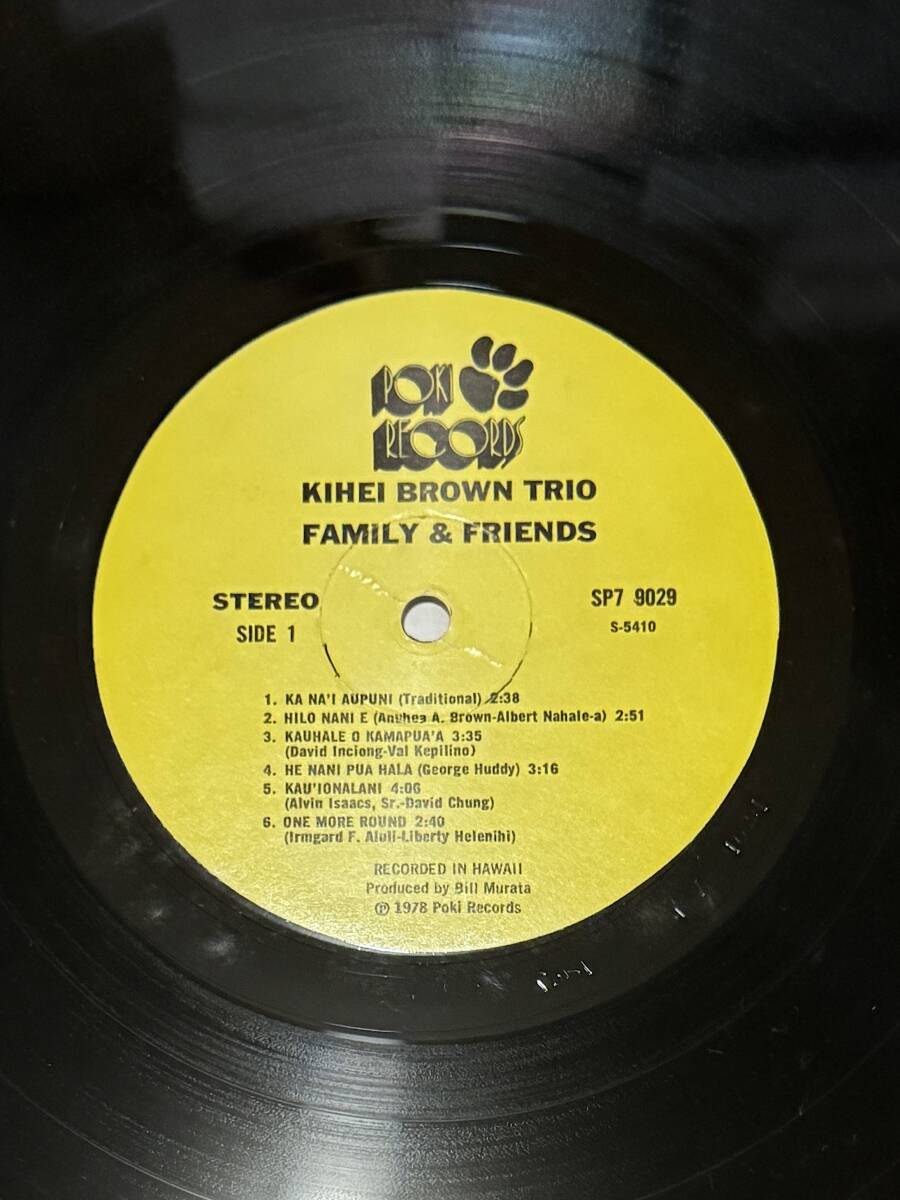 POKI
RECORDS
KIHEI BROWN TRIO
FAMILY & FRIENDS
STEREO
SIDE 1
SP7 9029
S-5410
1. KA NA'I AUPUNI (Traditional) 2:38
2. HILO NANI E (Anyhea A. Brown-Albert Nahale-a) 2:51
3. KAUHALE O KAMAPUA'A 3:35
(David Inciong-Val Kepilino)
4. HE NANI PUA HALA (George Huddy) 3:16
5. KAU'IONALANI 4:06
(Alvin Isaacs, Sr.-David Chung)
6. ONE MORE ROUND 2:40
(Irmgard F. Aluli-Liberty Helenihi)
RECORDED IN HAWAII
Produced by Bill Murata
℗ 1978 Poki Records